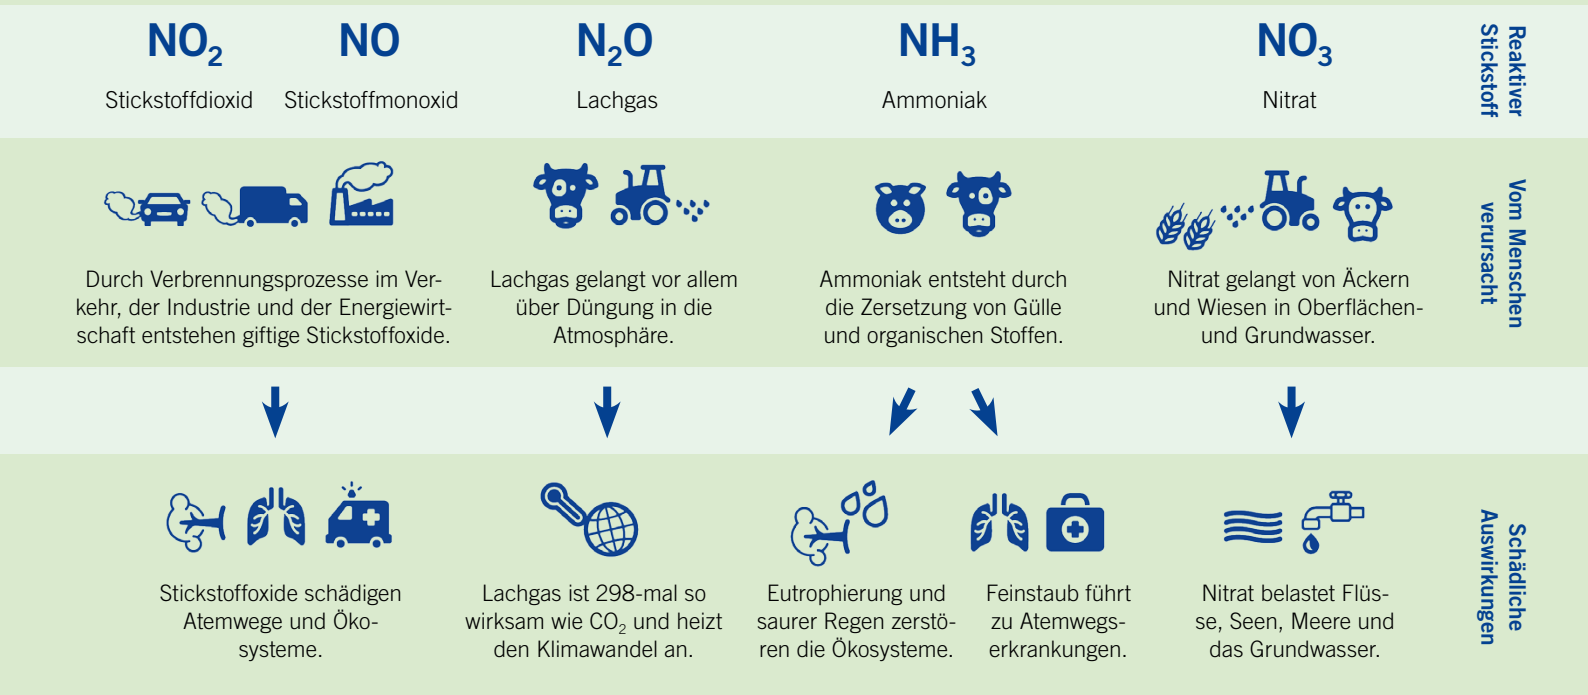 NO₂
NO
N₂O
NH₃
NO₃
Stickstoffdioxid
Stickstoffmonoxid
Lachgas
Ammoniak
Nitrat
Reaktiver
Stickstoff
Durch Verbrennungsprozesse im Ver-
kehr, der Industrie und der Energiewirt-
schaft entstehen giftige Stickstoffoxide.
Lachgas gelangt vor allem
über Düngung in die
Atmosphäre.
Ammoniak entsteht durch
die Zersetzung von Gülle
und organischen Stoffen.
Nitrat gelangt von Äckern
und Wiesen in Oberflächen-
und Grundwasser.
Vom Menschen
verursacht
Stickstoffoxide schädigen
Atemwege und Öko-
systeme.
Lachgas ist 298-mal so
wirksam wie CO₂ und heizt
den Klimawandel an.
Eutrophierung und
saurer Regen zerstö-
ren die Ökosysteme.
Feinstaub führt
zu Atemwegs-
erkrankungen.
Nitrat belastet Flüs-
se, Seen, Meere und
das Grundwasser.
Schädliche
Auswirkungen